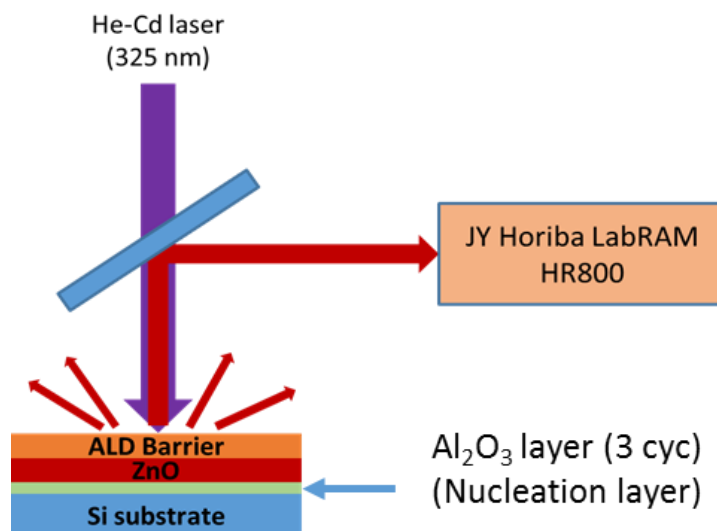 He-Cd laser
(325 nm)
JY Horiba LabRAM
HR800
ALD Barrier
ZnO
Si substrate
Al₂O₃ layer (3 cyc)
(Nucleation layer)